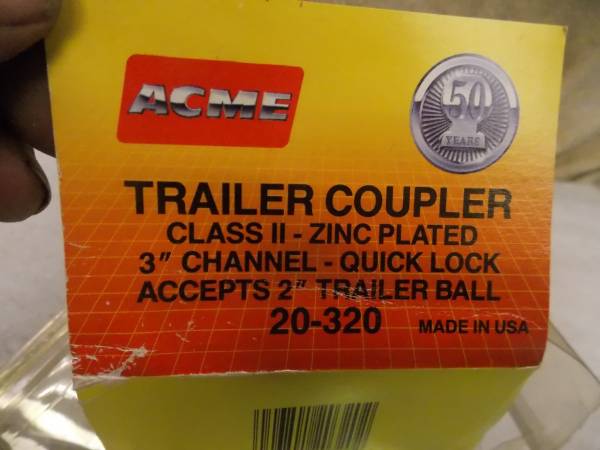 ACME
50
YEARS
TRAILER COUPLER
CLASS II - ZINC PLATED
3" CHANNEL - QUICK LOCK
ACCEPTS 2" TRAILER BALL
20-320 MADE IN USA